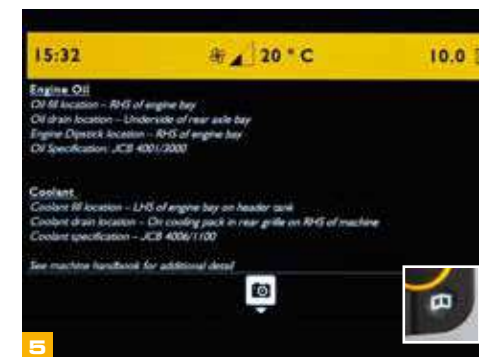 15:32 20 °C 10.0
Engine Oil
Oil fill location – RHS of engine bay
Oil drain location – Underside of rear axle bay
Engine Dipstick location – RHS of engine bay
Oil Specification: JCB 4001/2000
Coolant
Coolant fill location – LHS of engine bay on header tank
Coolant drain location – On cooling pack in rear grille on RHS of machine
Coolant specification – JCB 4006/1100
See machine handbook for additional detail
5